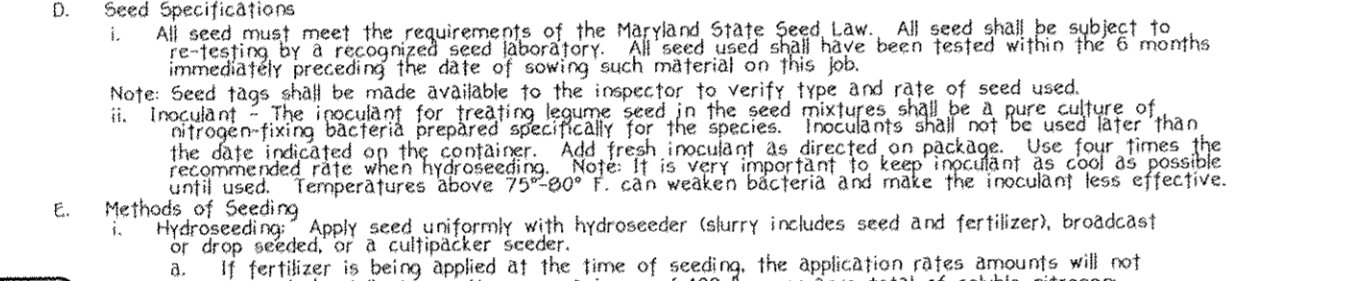 D. Seed Specifications
i. All seed must meet the requirements of the Maryland State Seed Law. All seed shall be subject to
re-testing by a recognized seed laboratory. All seed used shall have been tested within the 6 months
immediately preceding the date of sowing such material on this job.
Note: Seed tags shall be made available to the inspector to verify type and rate of seed used.
ii. Inoculant - The inoculant for treating legume seed in the seed mixtures shall be a pure culture of
nitrogen-fixing bacteria prepared specifically for the species. Inoculants shall not be used later than
the date indicated on the container. Add fresh inoculant as directed on package. Use four times the
recommended rate when hydroseeding. Note: It is very important to keep inoculant as cool as possible
until used. Temperatures above 75°-80° F. can weaken bacteria and make the inoculant less effective.
E. Methods of Seeding
i. Hydroseeding: Apply seed uniformly with hydroseeder (slurry includes seed and fertilizer), broadcast
or drop seeded, or a cultipacker seeder.
a. If fertilizer is being applied at the time of seeding, the application rates amounts will not